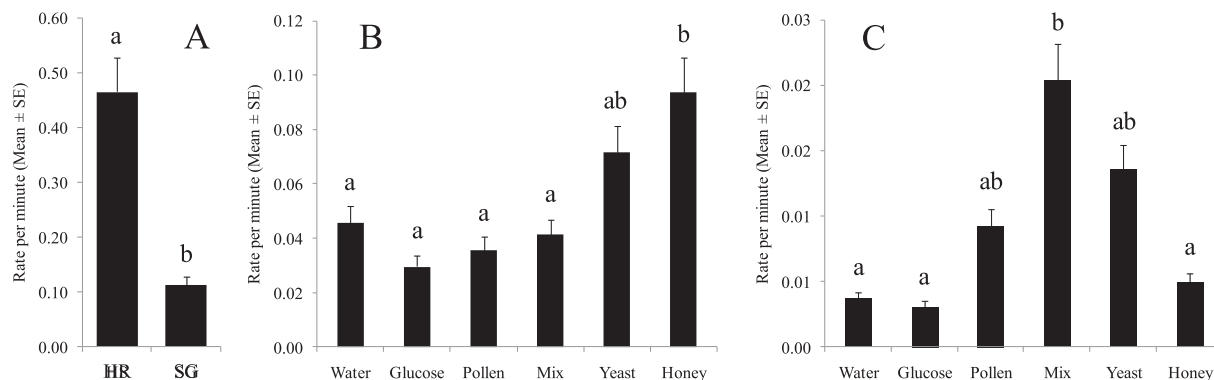 A
Rate per minute (Mean ± SE)
0.60
0.50
0.40
0.30
0.20
0.10
0.00
a
b
HR
SG
B
Rate per minute (Mean ± SE)
0.12
0.10
0.08
0.06
0.04
0.02
0.00
a
a
a
a
ab
b
Water
Glucose
Pollen
Mix
Yeast
Honey
C
Rate per minute (Mean ± SE)
0.03
0.02
0.02
0.01
0.01
0.00
a
a
ab
b
ab
a
Water
Glucose
Pollen
Mix
Yeast
Honey